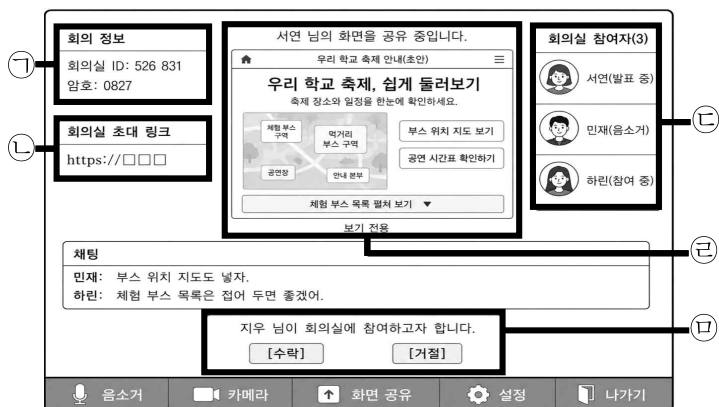 회의 정보
회의실 ID: 526 831
암호: 0827
㉠
회의실 초대 링크
https://□□□
㉡
서연 님의 화면을 공유 중입니다.
우리 학교 축제 안내(초안)
우리 학교 축제, 쉽게 둘러보기
축제 장소와 일정을 한눈에 확인하세요.
체험 부스
구역
먹거리
부스 구역
공연장
안내 본부
부스 위치 지도 보기
공연 시간표 확인하기
체험 부스 목록 펼쳐 보기 ▼
보기 전용
회의실 참여자(3)
서연(발표 중)
민재(음소거)
하린(참여 중)
㉢
㉣
채팅
민재: 부스 위치 지도도 넣자.
하린: 체험 부스 목록은 접어 두면 좋겠어.
지우 님이 회의실에 참여하고자 합니다.
[수락] [거절]
㉤
음소거 카메라 화면 공유 설정 나가기